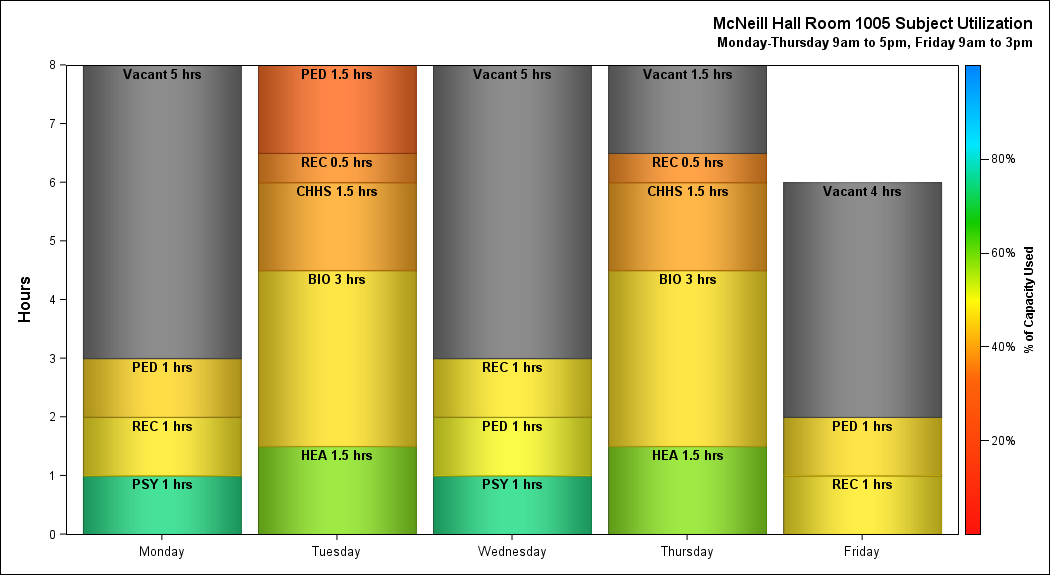 McNeill Hall Room 1005 Subject Utilization
Monday-Thursday 9am to 5pm, Friday 9am to 3pm
Hours
8
7
6
5
4
3
2
1
0
Vacant 5 hrs
PED 1 hrs
REC 1 hrs
PSY 1 hrs
PED 1.5 hrs
REC 0.5 hrs
CHHS 1.5 hrs
BIO 3 hrs
HEA 1.5 hrs
Vacant 5 hrs
REC 1 hrs
PED 1 hrs
PSY 1 hrs
Vacant 1.5 hrs
REC 0.5 hrs
CHHS 1.5 hrs
BIO 3 hrs
HEA 1.5 hrs
Vacant 4 hrs
PED 1 hrs
REC 1 hrs
Monday
Tuesday
Wednesday
Thursday
Friday
80%
60%
40%
20%
% of Capacity Used